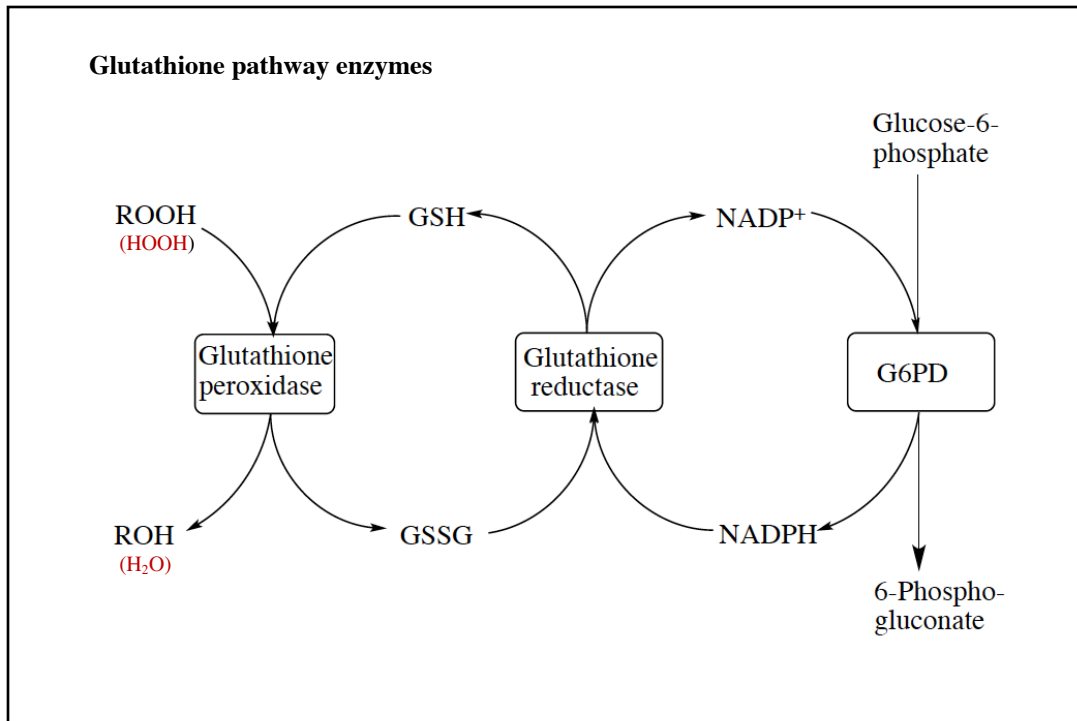 Glutathione pathway enzymes
Glucose-6-
phosphate
ROOH
(HOOH)
GSH
NADP⁺
Glutathione
peroxidase
Glutathione
reductase
G6PD
ROH
(H₂O)
GSSG
NADPH
6-Phospho-
gluconate